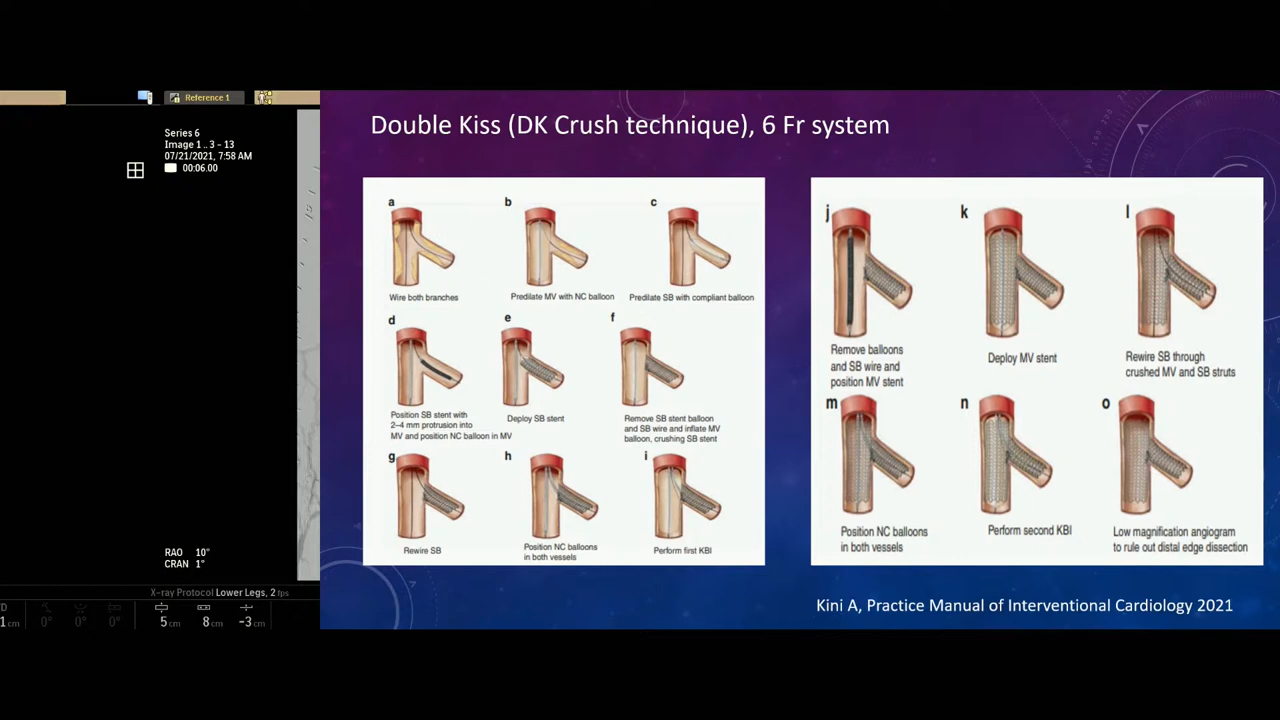 Reference 1
Series 6
Image 1 .. 3 - 13
07/21/2021, 7:58 AM
00:06.00
RAO 10°
CRAN 1°
X-ray Protocol Lower Legs, 2 fps
0° 0° 0° 5 cm 8 cm -3 cm
Double Kiss (DK Crush technique), 6 Fr system
a
Wire both branches
b
Predilate MV with NC balloon
c
Predilate SB with compliant balloon
d
Position SB stent with
2–4 mm protrusion into
MV and position NC balloon in MV
e
Deploy SB stent
f
Remove SB stent balloon
and SB wire and inflate MV
balloon, crushing SB stent
g
Rewire SB
h
Position NC balloons
in both vessels
i
Perform first KBI
j
Remove balloons
and SB wire and
position MV stent
k
Deploy MV stent
l
Rewire SB through
crushed MV and SB struts
m
Position NC balloons
in both vessels
n
Perform second KBI
o
Low magnification angiogram
to rule out distal edge dissection
Kini A, Practice Manual of Interventional Cardiology 2021